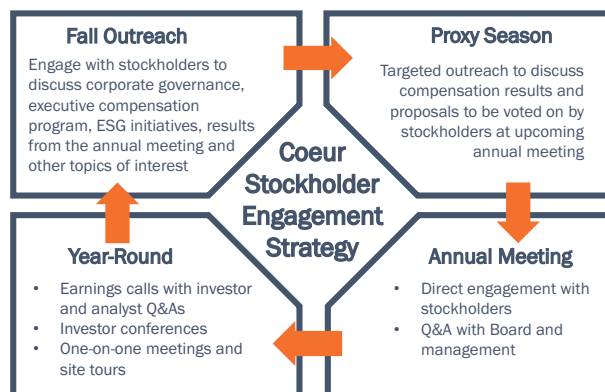 Fall Outreach
Engage with stockholders to
discuss corporate governance,
executive compensation
program, ESG initiatives, results
from the annual meeting and
other topics of interest
Proxy Season
Targeted outreach to discuss
compensation results and
proposals to be voted on by
stockholders at upcoming
annual meeting
Coeur
Stockholder
Engagement
Strategy
Year-Round
• Earnings calls with investor
and analyst Q&As
• Investor conferences
• One-on-one meetings and
site tours
Annual Meeting
• Direct engagement with
stockholders
• Q&A with Board and
management